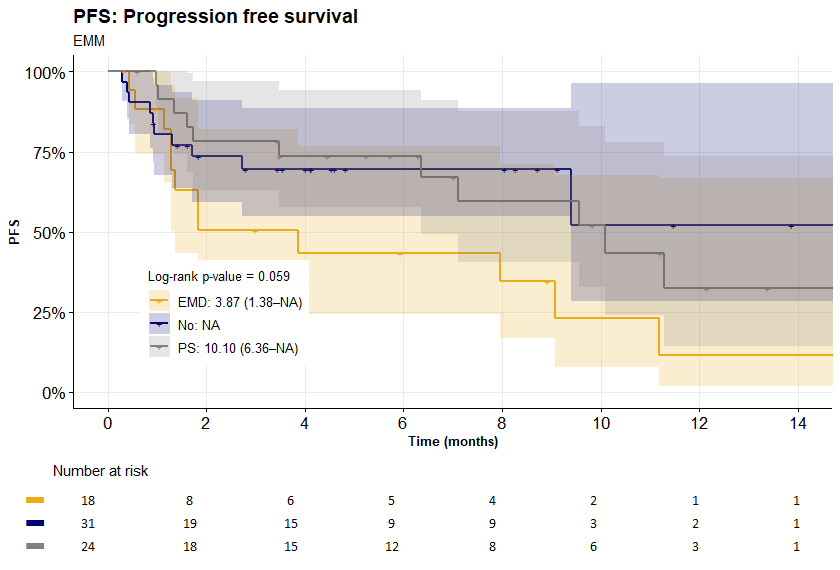 PFS: Progression free survival
EMM
100%
75%
50%
25%
0%
PFS
Log-rank p-value = 0.059
EMD: 3.87 (1.38–NA)
No: NA
PS: 10.10 (6.36–NA)
0 2 4 6 8 10 12 14
Time (months)
Number at risk
18 8 6 5 4 2 1 1
31 19 15 9 9 3 2 1
24 18 15 12 8 6 3 1